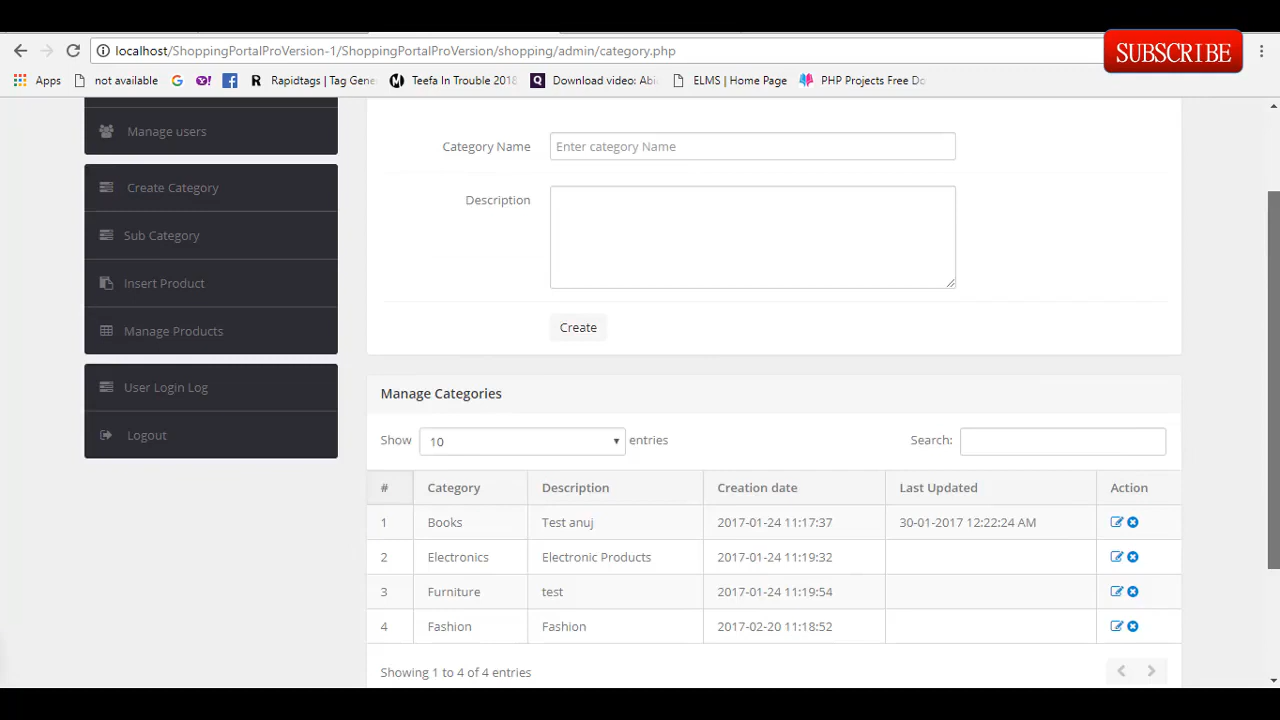 localhost/ShoppingPortalProVersion-1/ShoppingPortalProVersion/shopping/admin/category.php
SUBSCRIBE
Apps not available Rapidtags | Tag Gene Teefa In Trouble 2018 Download video: Abi ELMS | Home Page PHP Projects Free Do
Manage users
Create Category
Sub Category
Insert Product
Manage Products
User Login Log
Logout
Category Name Enter category Name
Description
Create
Manage Categories
Show 10 entries Search:
# Category Description Creation date Last Updated Action
1 Books Test anuj 2017-01-24 11:17:37 30-01-2017 12:22:24 AM
2 Electronics Electronic Products 2017-01-24 11:19:32
3 Furniture test 2017-01-24 11:19:54
4 Fashion Fashion 2017-02-20 11:18:52
Showing 1 to 4 of 4 entries